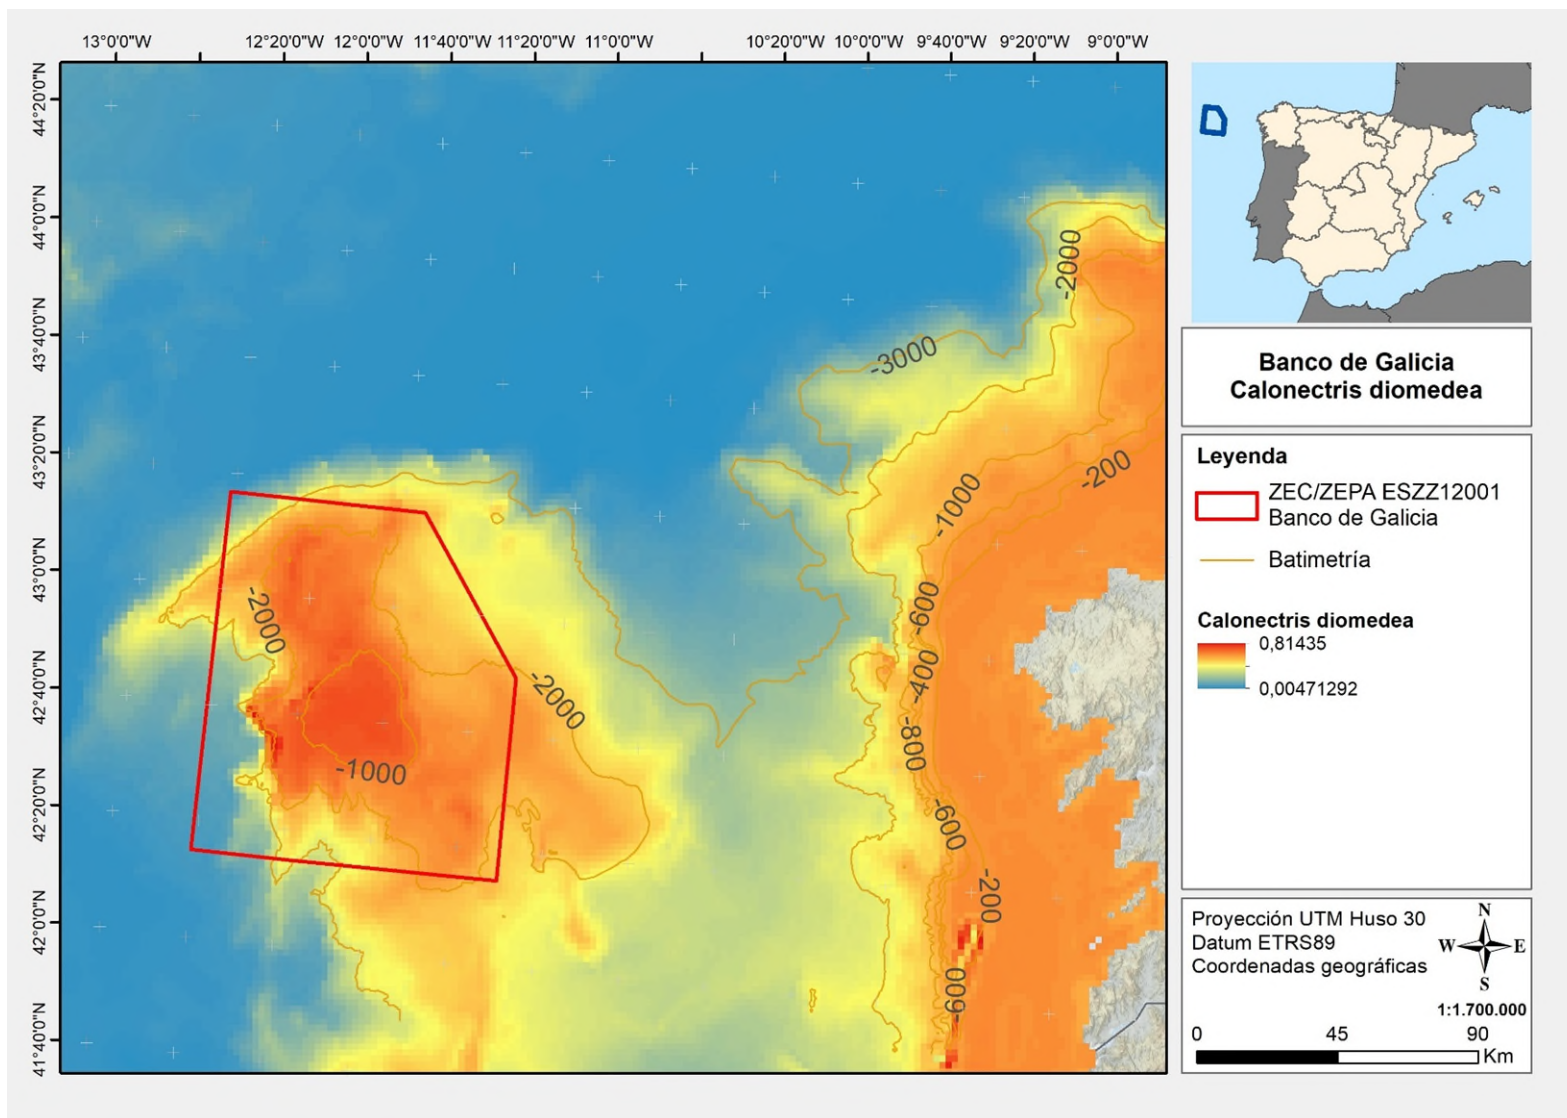 13°0'0"W 12°20'0"W 12°0'0"W 11°40'0"W 11°20'0"W 11°0'0"W 10°20'0"W 10°0'0"W 9°40'0"W 9°20'0"W 9°0'0"W
44°20'0"N
44°0'0"N
43°40'0"N
43°20'0"N
43°0'0"N
42°40'0"N
42°20'0"N
42°0'0"N
41°40'0"N
-2000
-3000
-200
-1000
-600
-2000
-400
-2000
-800
-1000
-600
-200
-600
Banco de Galicia
Calonectris diomedea
Leyenda
ZEC/ZEPA ESZZ12001
Banco de Galicia
Batimetría
Calonectris diomedea
0,81435
0,00471292
Proyección UTM Huso 30
Datum ETRS89
Coordenadas geográficas
N
W E
S
1:1.700.000
0 45 90
Km